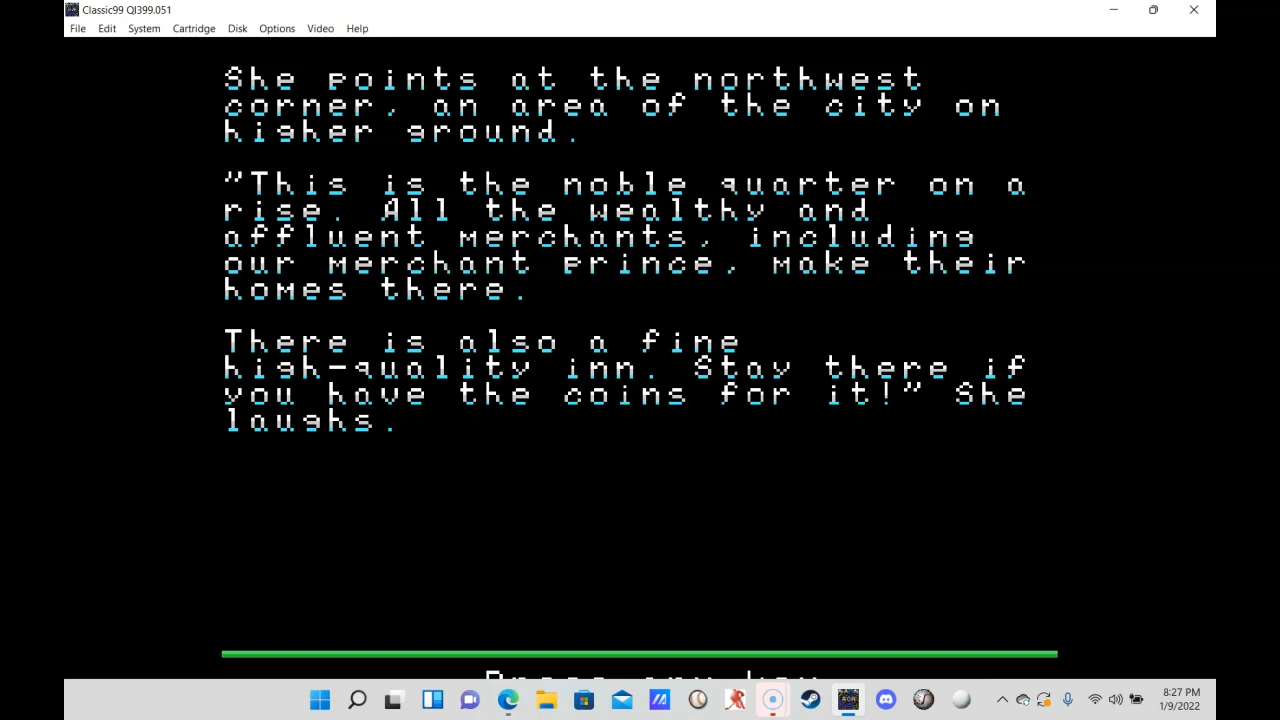 Classic99 QI399.051
File Edit System Cartridge Disk Options Video Help
She points at the northwest
corner, an area of the city on
higher ground.
"This is the noble quarter on a
rise. All the wealthy and
affluent merchants, including
our merchant prince, make their
homes there.
There is also a fine
high-quality inn. Stay there if
you have the coins for it!" She
laughs.
Press any key
8:27 PM
1/9/2022